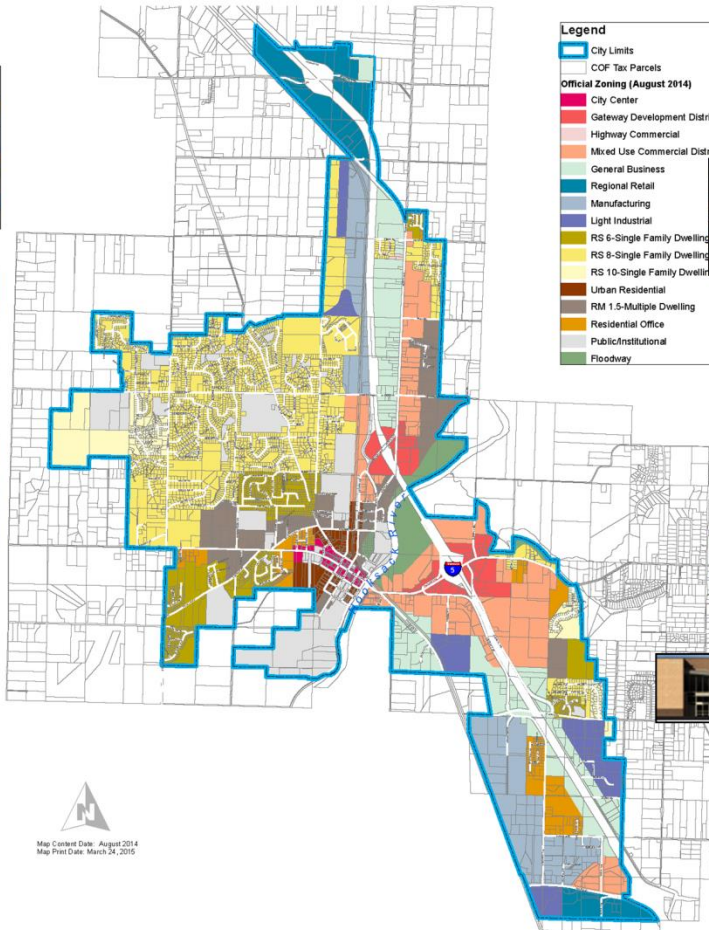 Legend
City Limits
COF Tax Parcels
Official Zoning (August 2014)
City Center
Gateway Development Distri
Highway Commercial
Mixed Use Commercial Distr
General Business
Regional Retail
Manufacturing
Light Industrial
RS 6-Single Family Dwelling
RS 8-Single Family Dwelling
RS 10-Single Family Dwellin
Urban Residential
RM 1.5-Multiple Dwelling
Residential Office
Public/Institutional
Floodway
Nooksack River
5
N
Map Content Date: August 2014
Map Print Date: March 24, 2015